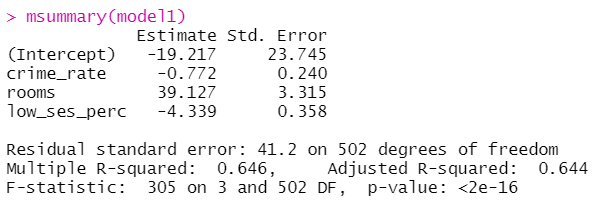 > msummary(model1)
Estimate Std. Error
(Intercept) -19.217 23.745
crime_rate -0.772 0.240
rooms 39.127 3.315
low_ses_perc -4.339 0.358
Residual standard error: 41.2 on 502 degrees of freedom
Multiple R-squared: 0.646, Adjusted R-squared: 0.644
F-statistic: 305 on 3 and 502 DF, p-value: <2e-16